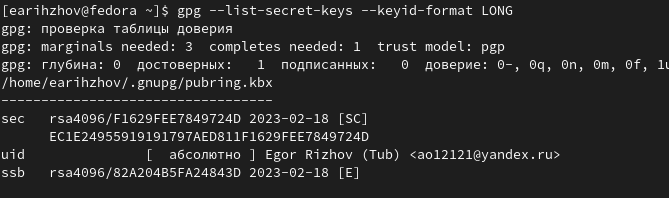 [earihzhov@fedora ~]$ gpg --list-secret-keys --keyid-format LONG
gpg: проверка таблицы доверия
gpg: marginals needed: 3  completes needed: 1  trust model: pgp
gpg: глубина: 0  достоверных:   1  подписанных:   0  доверие: 0-, 0q, 0n, 0m, 0f, 1u
/home/earihzhov/.gnupg/pubring.kbx
----------------------------------
sec   rsa4096/F1629FEE7849724D 2023-02-18 [SC]
      EC1E24955919191797AED811F1629FEE7849724D
uid              [  абсолютно ] Egor Rizhov (Tub) <ao12121@yandex.ru>
ssb   rsa4096/82A204B5FA24843D 2023-02-18 [E]